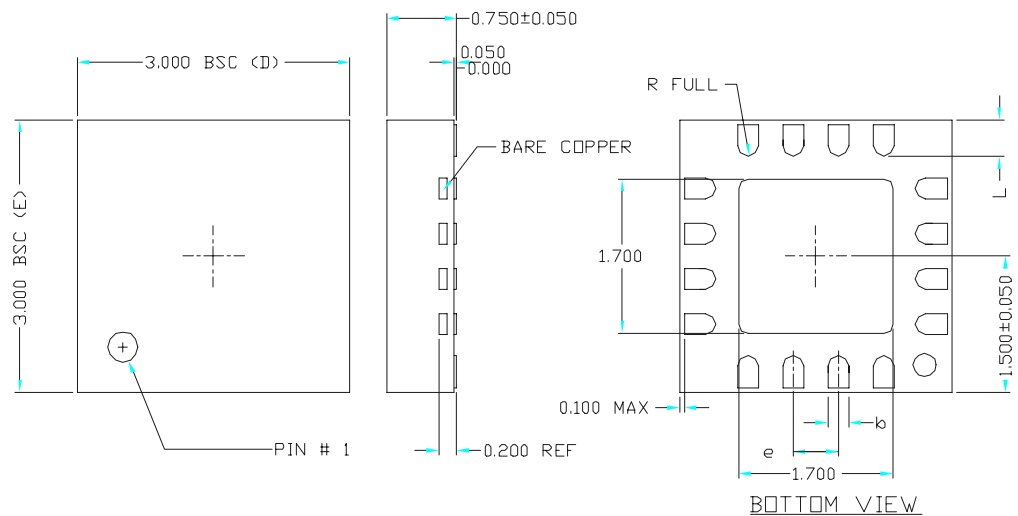 3.000 BSC (D)
0.750±0.050
0.050
0.000
R FULL
BARE COPPER
3.000 BSC (E)
1.700
L
1.500±0.050
0.100 MAX
b
e
PIN # 1
0.200 REF
1.700
BOTTOM VIEW